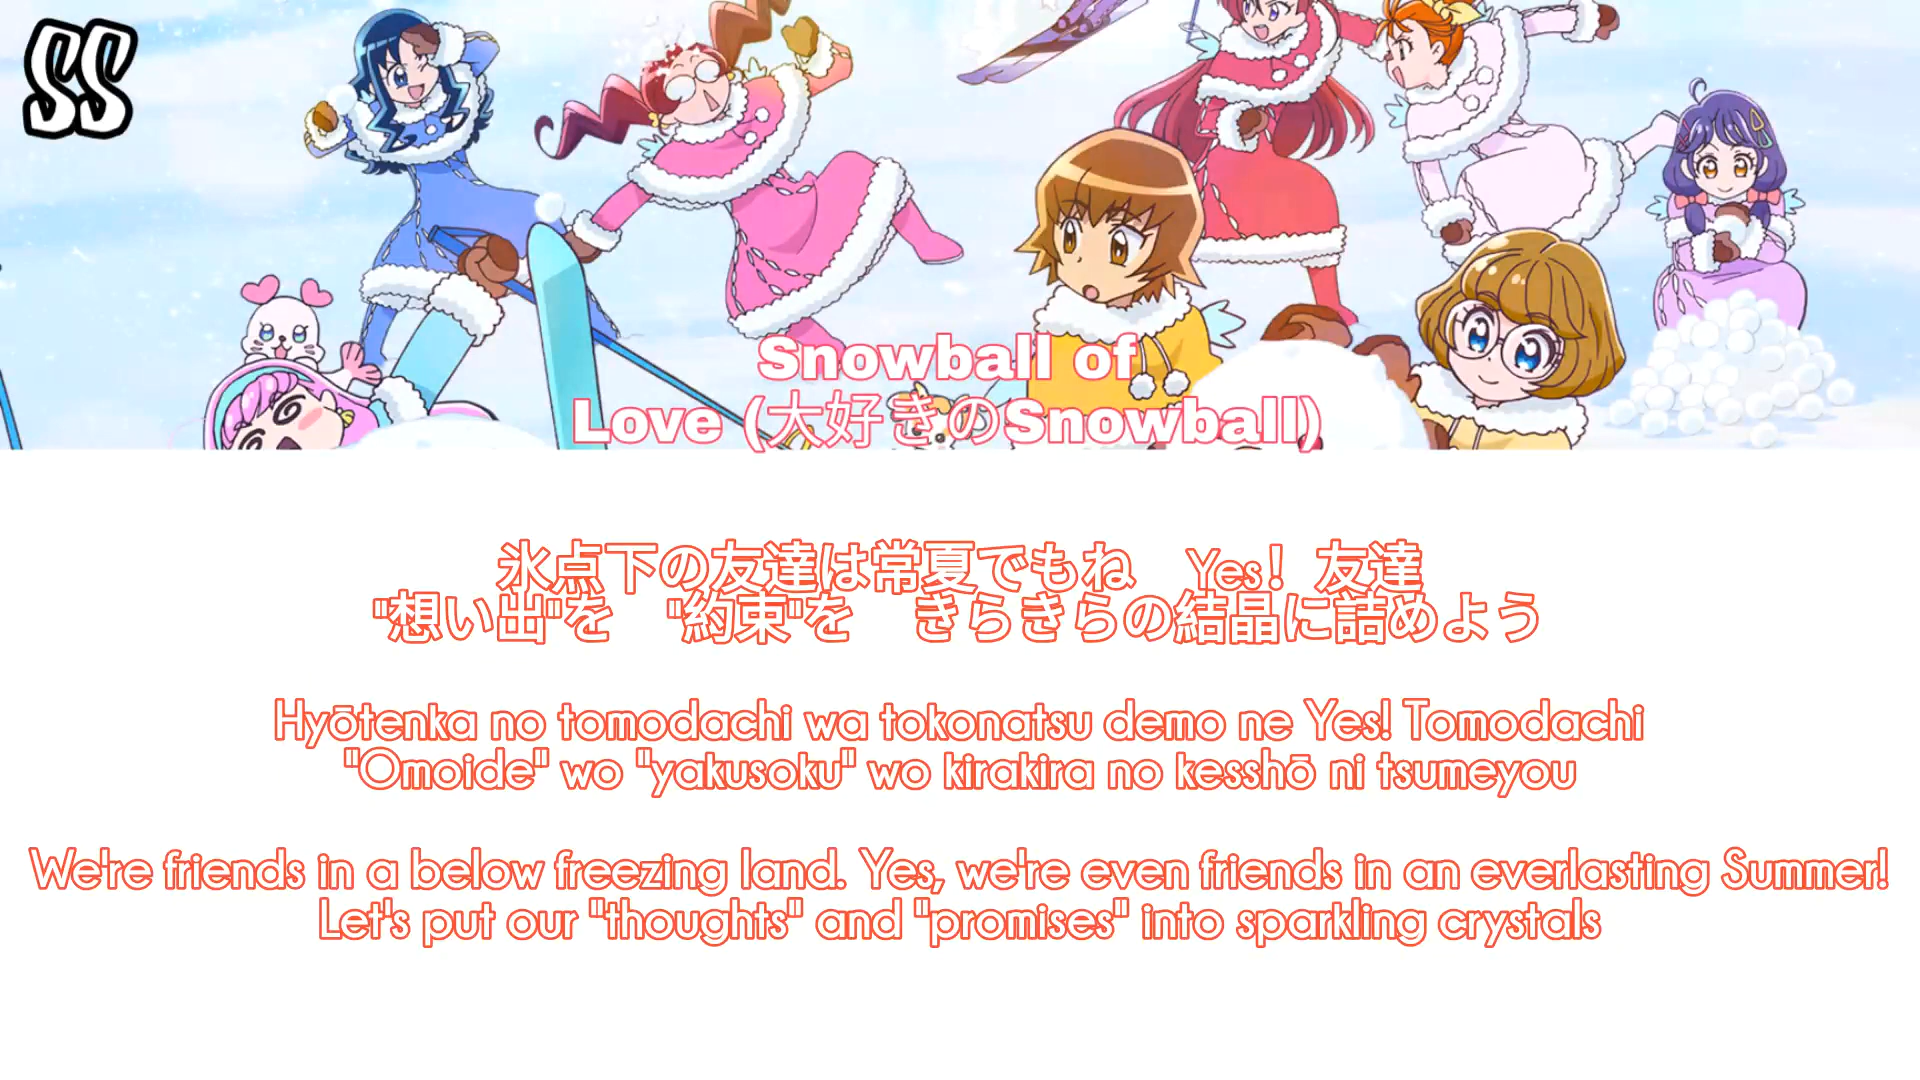 SS
Snowball of
Love (大好きのSnowball)
氷点下の友達は常夏でもね　Yes! 友達
"想い出"を　"約束"を　きらきらの結晶に詰めよう
Hyōtenka no tomodachi wa tokonatsu demo ne Yes! Tomodachi
"Omoide" wo "yakusoku" wo kirakira no kesshō ni tsumeyou
We're friends in a below freezing land. Yes, we're even friends in an everlasting Summer!
Let's put our "thoughts" and "promises" into sparkling crystals